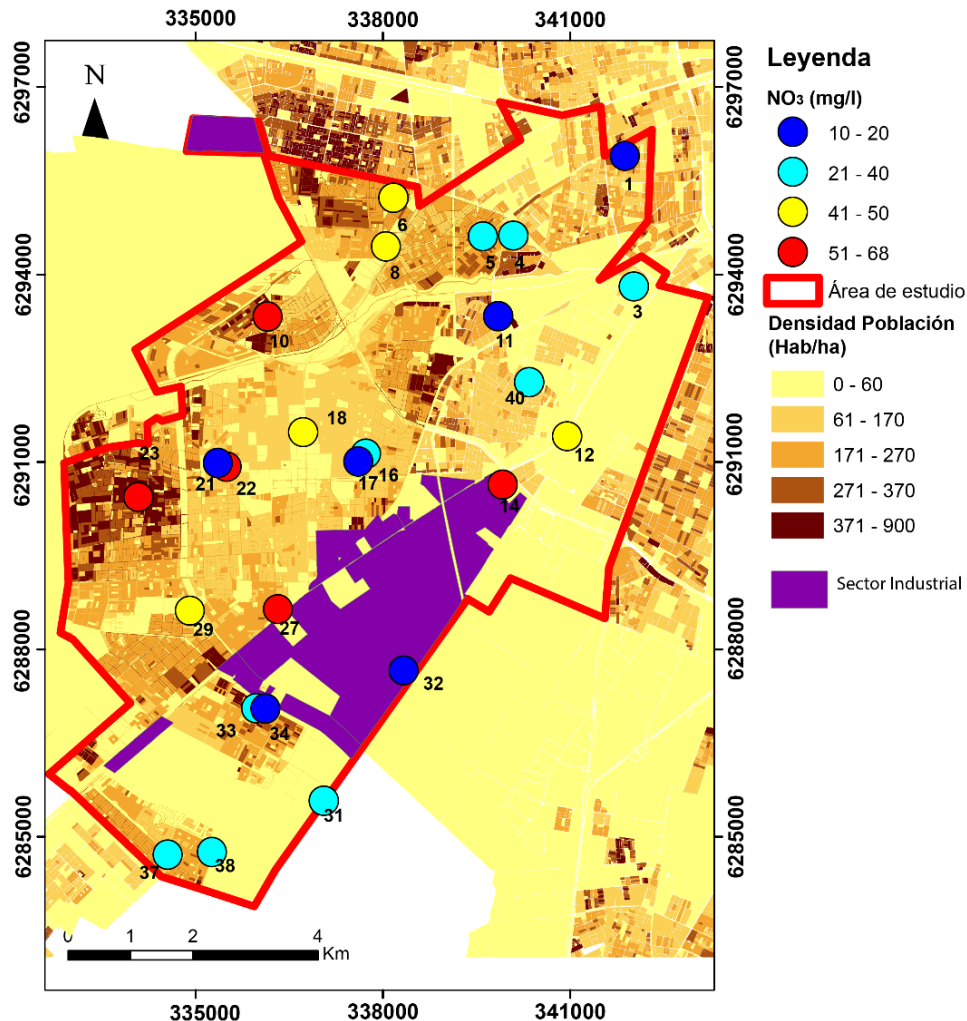 335000 338000 341000
N
6297000 6297000
6294000 6294000
6291000 6291000
6288000 6288000
6285000 6285000
1
6
8
5 4
3
10
11
40
18
12
23
21 22
17 16
14
29
27
32
33 34
31
37 38
0 1 2 4
Km
335000 338000 341000
Leyenda
NO3 (mg/l)
10 - 20
21 - 40
41 - 50
51 - 68
Área de estudio
Densidad Población
(Hab/ha)
0 - 60
61 - 170
171 - 270
271 - 370
371 - 900
Sector Industrial